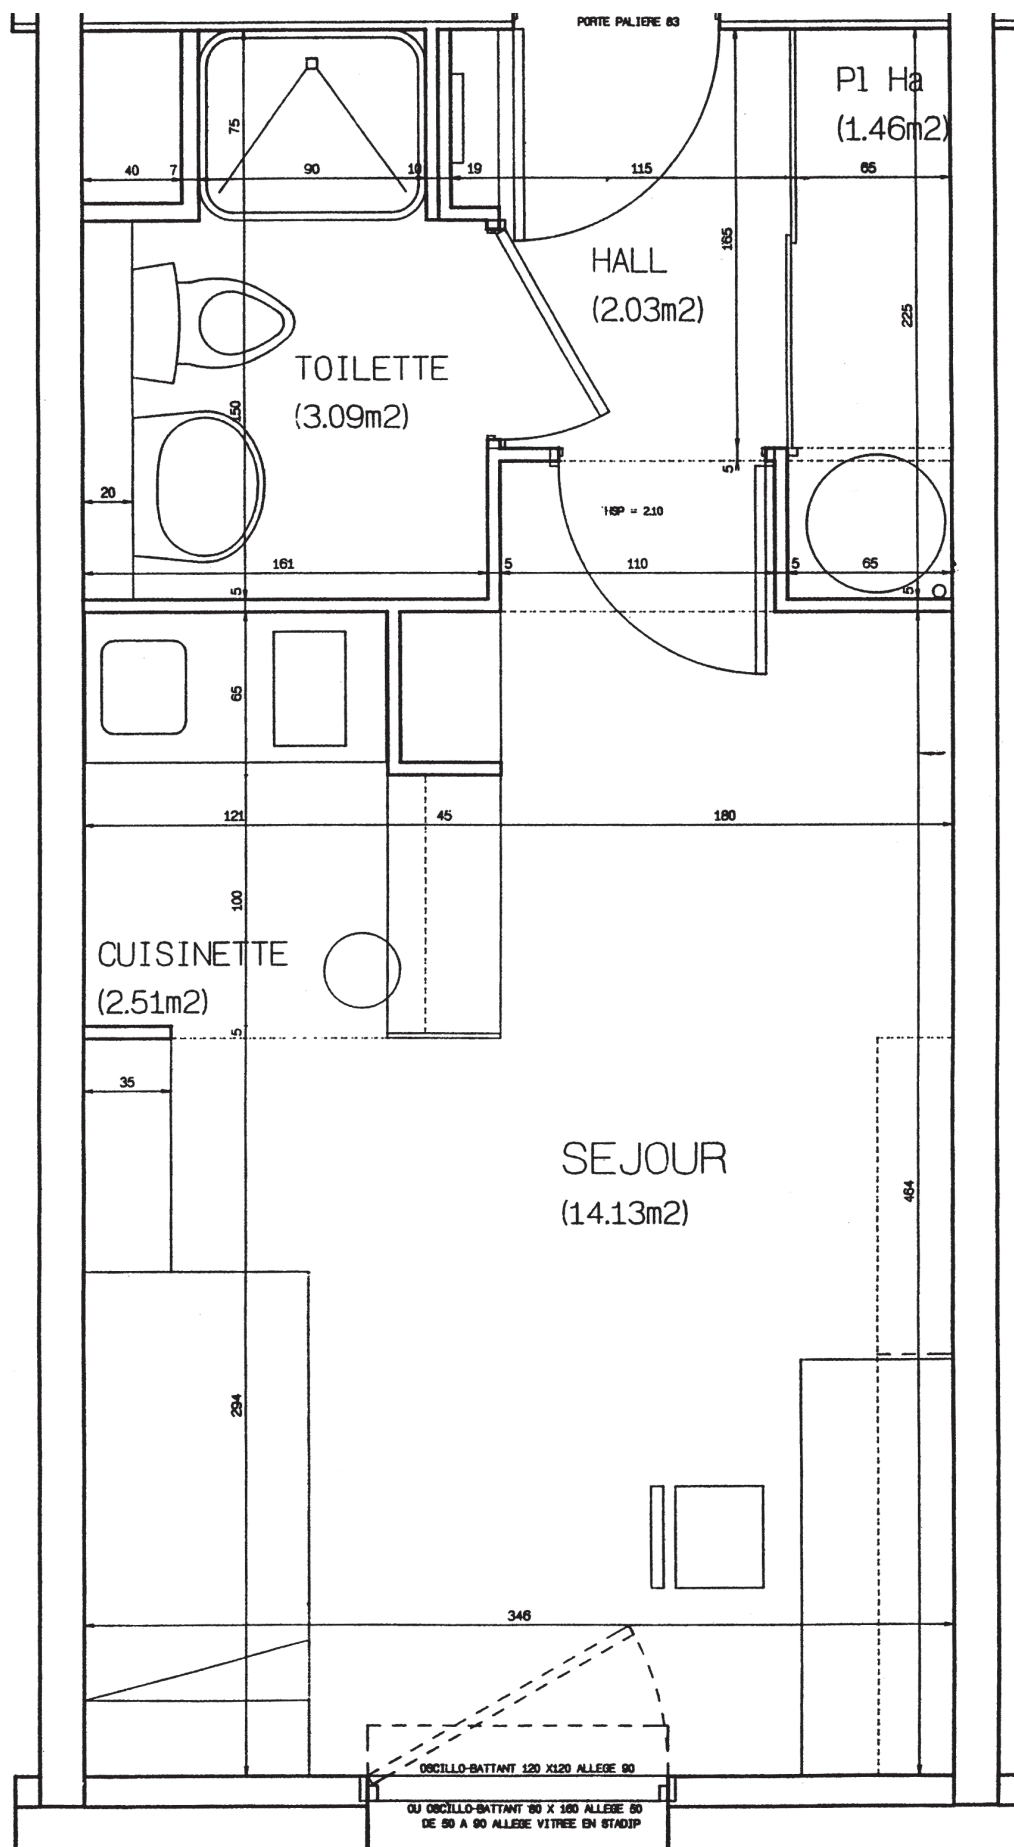 PORTE PALIERE 83
Pl Ha
(1.46m2)
75
40
7
90
10
19
115
65
HALL
(2.03m2)
165
225
TOILETTE
(3.09m2)
150
5
20
HSP = 2.10
161
5
110
5
65
5
5
65
121
45
180
100
CUISINETTE
(2.51m2)
5
35
SEJOUR
(14.13m2)
464
294
346
OSCILLO-BATTANT 120 X120 ALLEGE 90
OU OSCILLO-BATTANT 80 X 160 ALLEGE 50
DE 50 A 90 ALLEGE VITREE EN STADIP